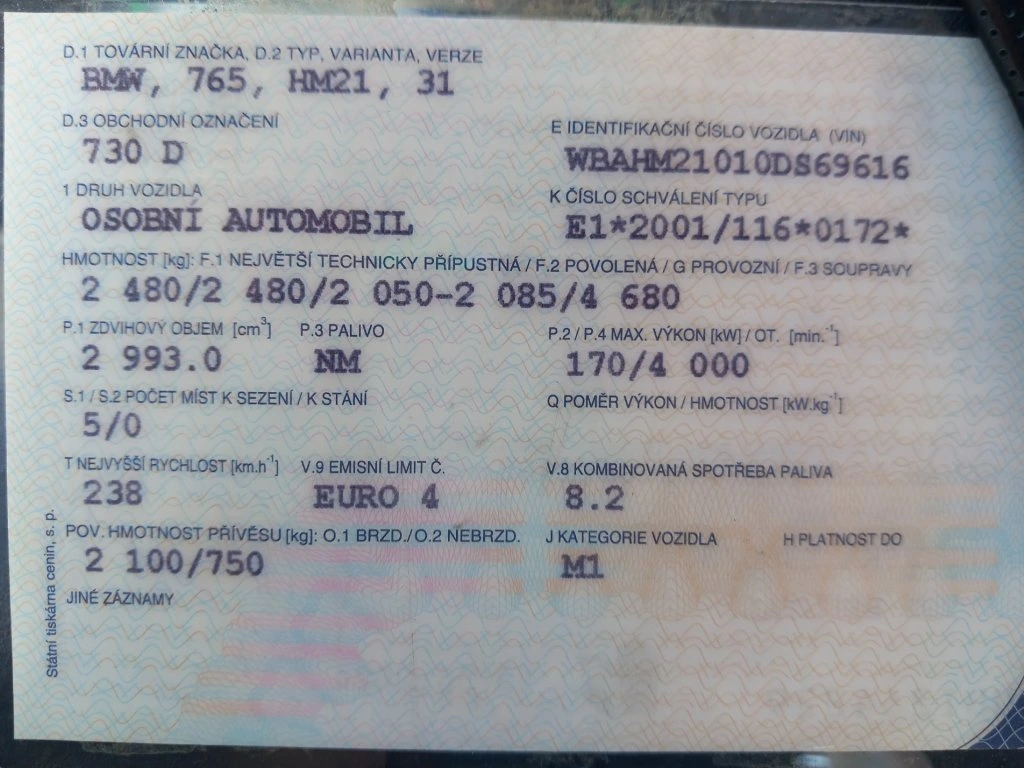 D.1 TOVÁRNÍ ZNAČKA, D.2 TYP, VARIANTA, VERZE
BMW, 765, HM21, 31
D.3 OBCHODNÍ OZNAČENÍ
730 D
E IDENTIFIKAČNÍ ČÍSLO VOZIDLA (VIN)
WBAHM21010DS69616
1 DRUH VOZIDLA
OSOBNÍ AUTOMOBIL
K ČÍSLO SCHVÁLENÍ TYPU
E1*2001/116*0172*
HMOTNOST [kg]: F.1 NEJVĚTŠÍ TECHNICKY PŘÍPUSTNÁ / F.2 POVOLENÁ / G PROVOZNÍ / F.3 SOUPRAVY
2 480/2 480/2 050-2 085/4 680
P.1 ZDVIHOVÝ OBJEM [cm³] P.3 PALIVO P.2 / P.4 MAX. VÝKON [kW] / OT. [min.⁻¹]
2 993.0 NM 170/4 000
S.1 / S.2 POČET MÍST K SEZENÍ / K STÁNÍ Q POMĚR VÝKON / HMOTNOST [kW.kg⁻¹]
5/0
T NEJVYŠŠÍ RYCHLOST [km.h⁻¹] V.9 EMISNÍ LIMIT Č. V.8 KOMBINOVANÁ SPOTŘEBA PALIVA
238 EURO 4 8.2
POV. HMOTNOST PŘÍVĚSU [kg]: O.1 BRZD./O.2 NEBRZD. J KATEGORIE VOZIDLA H PLATNOST DO
2 100/750 M1
JINÉ ZÁZNAMY
Státní tiskárna cenin, s. p.